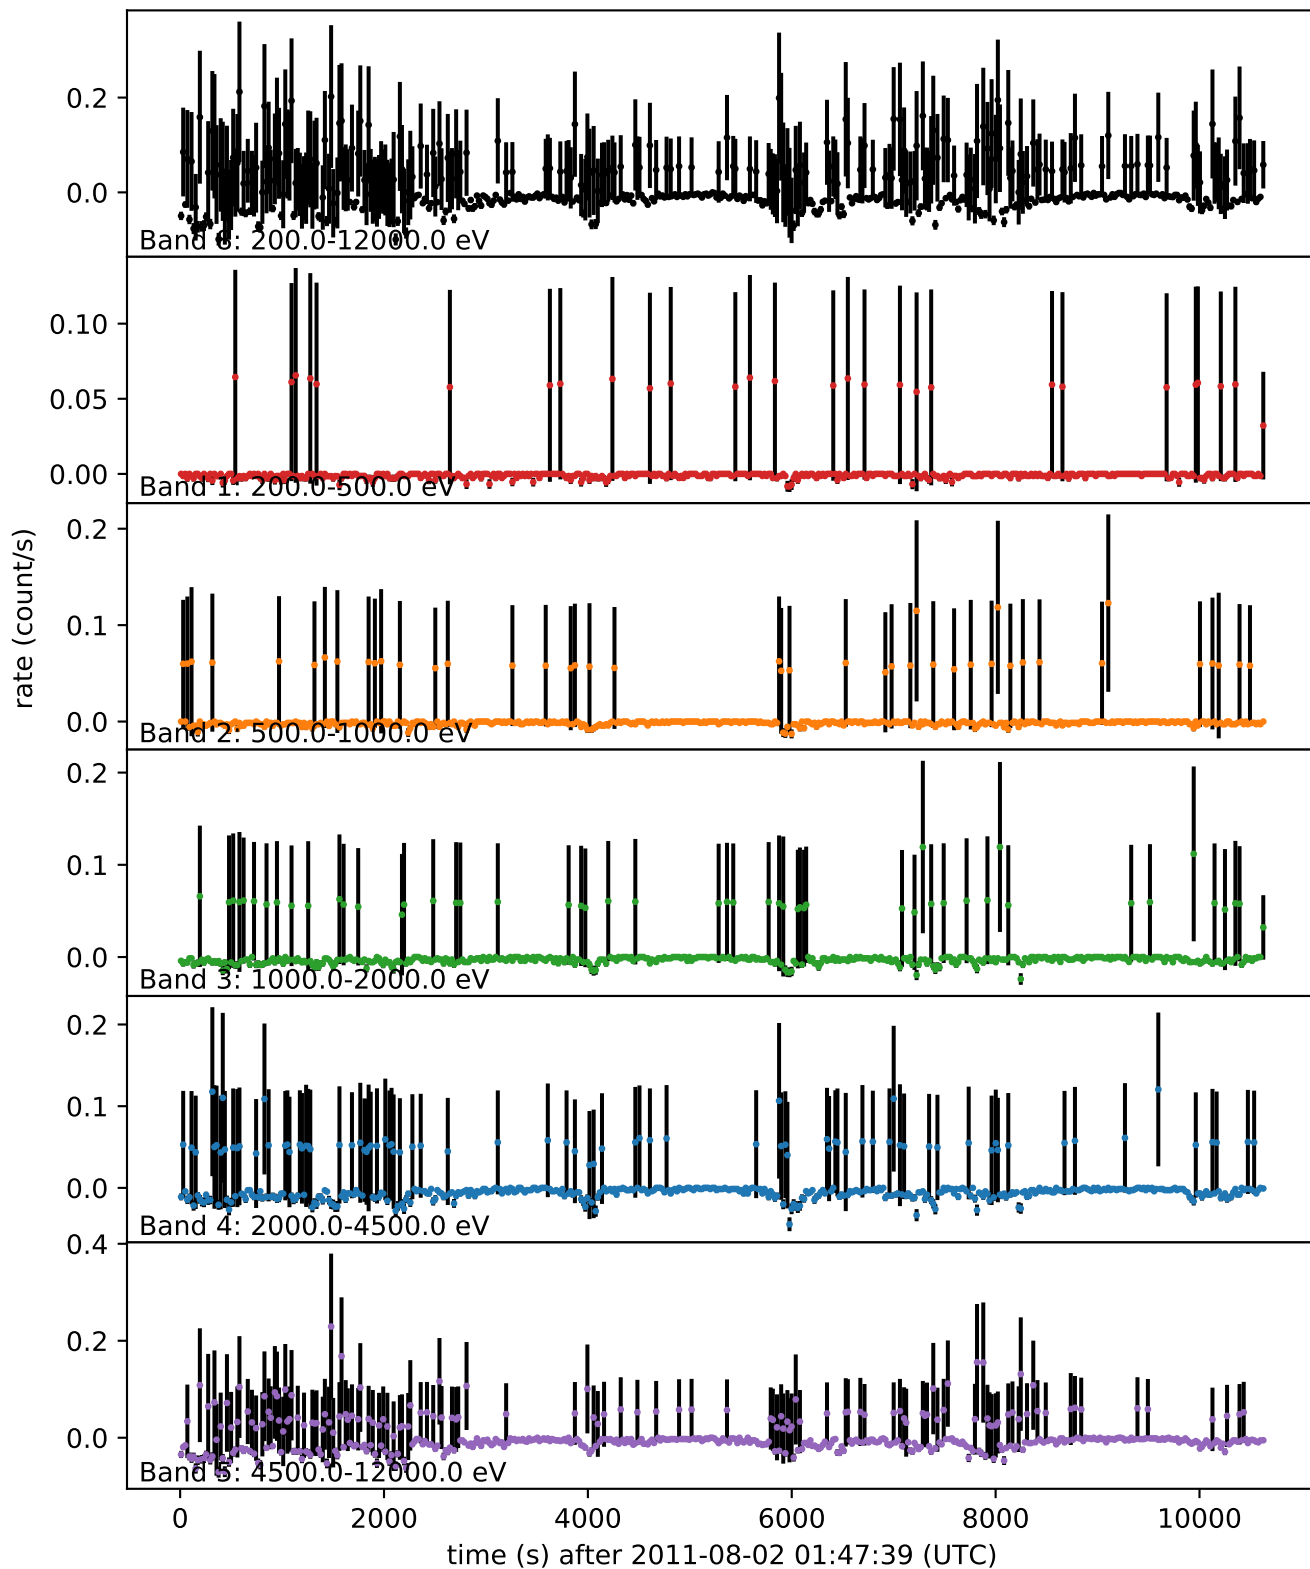 0.2
0.0
Band 8: 200.0-12000.0 eV
0.10
0.05
0.00
Band 1: 200.0-500.0 eV
0.2
0.1
0.0
Band 2: 500.0-1000.0 eV
rate (count/s)
0.2
0.1
0.0
Band 3: 1000.0-2000.0 eV
0.2
0.1
0.0
Band 4: 2000.0-4500.0 eV
0.4
0.2
0.0
Band 5: 4500.0-12000.0 eV
0 2000 4000 6000 8000 10000
time (s) after 2011-08-02 01:47:39 (UTC)